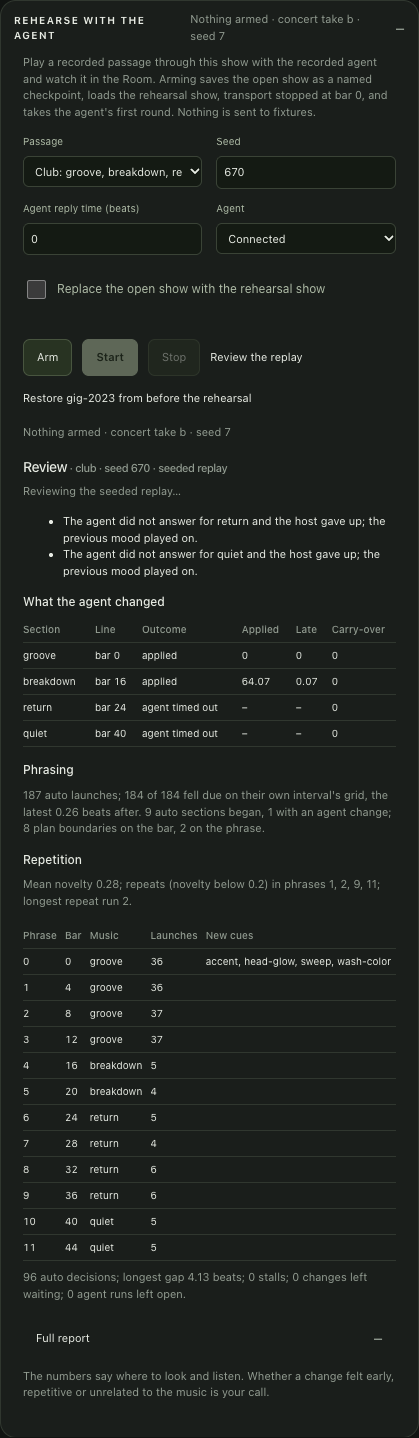 REHEARSE WITH THE AGENT
Nothing armed · concert take b · seed 7
–
Play a recorded passage through this show with the recorded agent
and watch it in the Room. Arming saves the open show as a named
checkpoint, loads the rehearsal show, transport stopped at bar 0, and
takes the agent's first round. Nothing is sent to fixtures.
Passage Seed
Club: groove, breakdown, re 670
Agent reply time (beats) Agent
0 Connected
Replace the open show with the rehearsal show
Arm Start Stop Review the replay
Restore gig-2023 from before the rehearsal
Nothing armed · concert take b · seed 7
Review · club · seed 670 · seeded replay
Reviewing the seeded replay...
• The agent did not answer for return and the host gave up; the
previous mood played on.
• The agent did not answer for quiet and the host gave up; the
previous mood played on.
What the agent changed
Section Line Outcome Applied Late Carry-over
groove bar 0 applied 0 0 0
breakdown bar 16 applied 64.07 0.07 0
return bar 24 agent timed out – – 0
quiet bar 40 agent timed out – – 0
Phrasing
187 auto launches; 184 of 184 fell due on their own interval's grid, the
latest 0.26 beats after. 9 auto sections began, 1 with an agent change;
8 plan boundaries on the bar, 2 on the phrase.
Repetition
Mean novelty 0.28; repeats (novelty below 0.2) in phrases 1, 2, 9, 11;
longest repeat run 2.
Phrase Bar Music Launches New cues
0 0 groove 36 accent, head-glow, sweep, wash-color
1 4 groove 36
2 8 groove 37
3 12 groove 37
4 16 breakdown 5
5 20 breakdown 4
6 24 return 5
7 28 return 4
8 32 return 6
9 36 return 6
10 40 quiet 5
11 44 quiet 5
96 auto decisions; longest gap 4.13 beats; 0 stalls; 0 changes left
waiting; 0 agent runs left open.
Full report –
The numbers say where to look and listen. Whether a change felt early,
repetitive or unrelated to the music is your call.